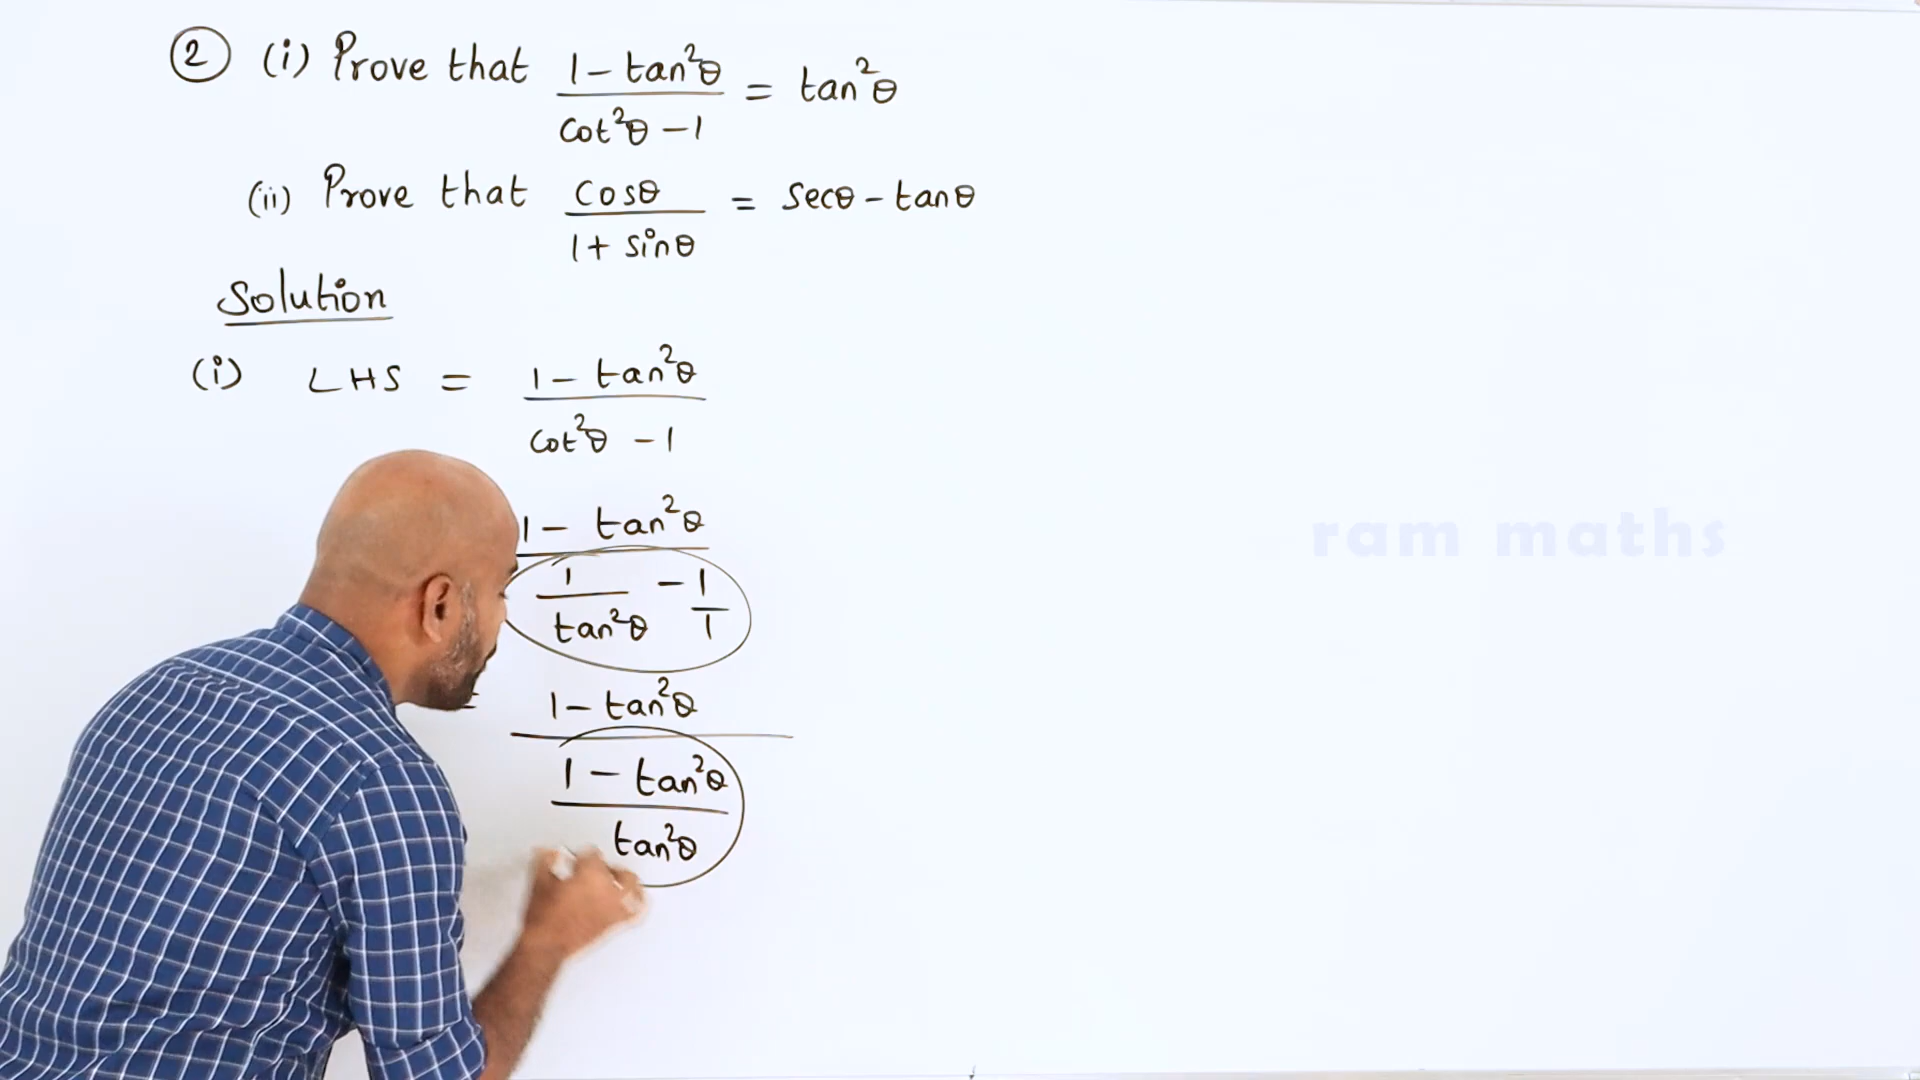 ② (i) Prove that (1 - tan²θ)/(cot²θ - 1) = tan²θ
(ii) Prove that cosθ/(1 + sinθ) = secθ - tanθ
Solution
(i) LHS = (1 - tan²θ)/(cot²θ - 1)
(1 - tan²θ)/(1/tan²θ - 1/1)
= (1 - tan²θ)/((1 - tan²θ)/tan²θ)
ram maths